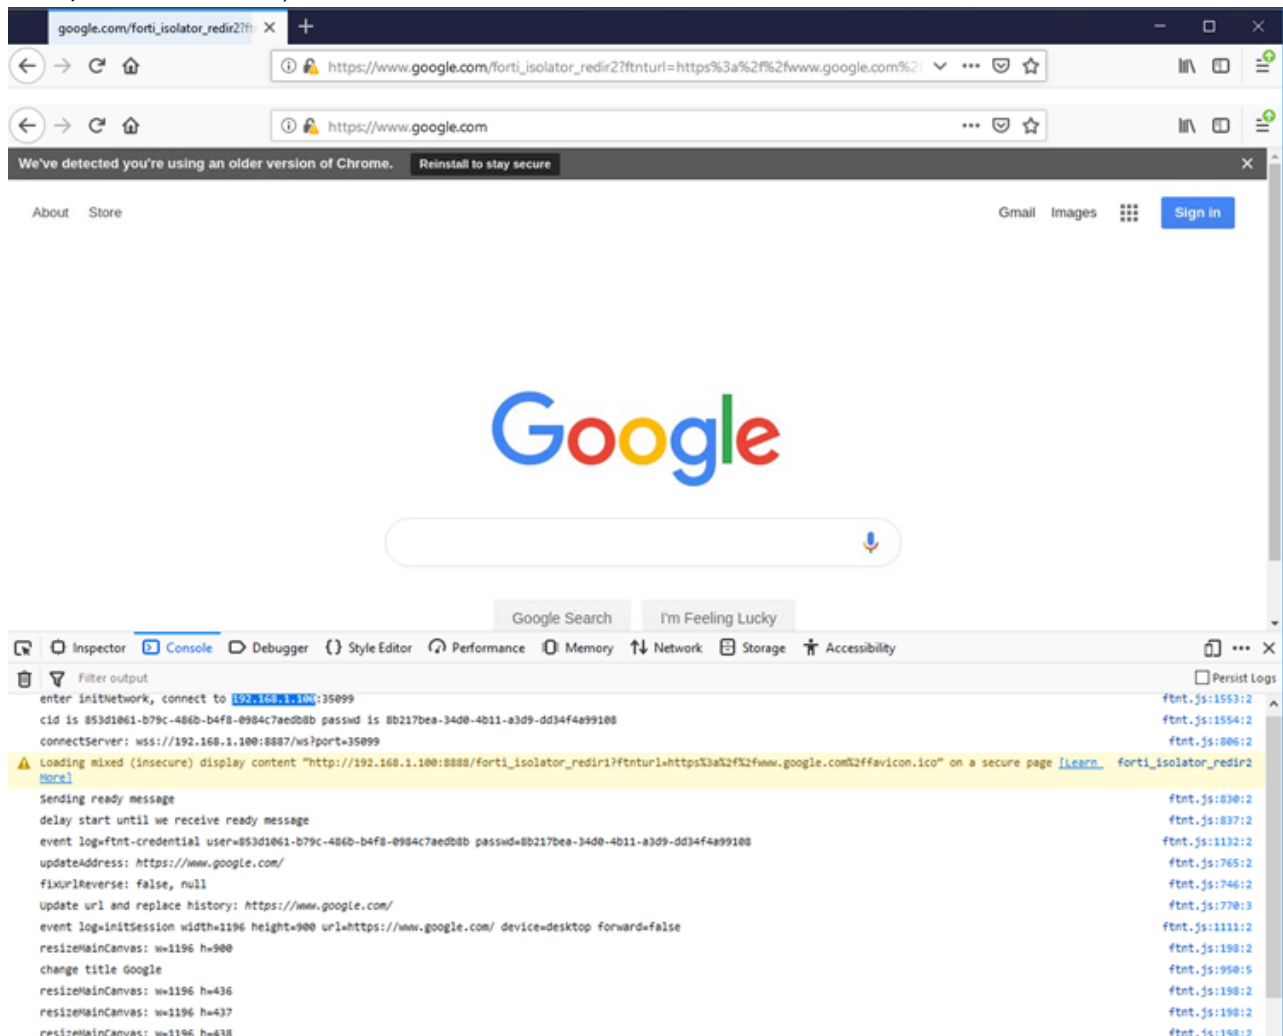 google.com/forti_isolator_redir2?ft
https://www.google.com/forti_isolator_redir2?ftnturl=https%3a%2f%2fwww.google.com%2f
https://www.google.com
We've detected you're using an older version of Chrome. Reinstall to stay secure
About Store Gmail Images Sign in
Google
Google Search I'm Feeling Lucky
Inspector Console Debugger {} Style Editor Performance Memory Network Storage Accessibility
Filter output Persist Logs
enter initNetwork, connect to 192.168.1.100:35099 ftnt.js:1553:2
cid is 853d1061-b79c-486b-b4f8-0984c7aedb8b passwd is 8b217bea-34d0-4b11-a3d9-dd34f4a99108 ftnt.js:1554:2
connectServer: wss://192.168.1.100:8887/ws?port=35099 ftnt.js:806:2
Loading mixed (insecure) display content "http://192.168.1.100:8888/forti_isolator_redir1?ftnturl=https%3a%2f%2fwww.google.com%2ffavicon.ico" on a secure page [Learn forti_isolator_redir2
More]
Sending ready message ftnt.js:830:2
delay start until we receive ready message ftnt.js:837:2
event log=ftnt-credential user=853d1061-b79c-486b-b4f8-0984c7aedb8b passwd=8b217bea-34d0-4b11-a3d9-dd34f4a99108 ftnt.js:1132:2
updateAddress: https://www.google.com/ ftnt.js:765:2
fixUrlReverse: false, null ftnt.js:746:2
Update url and replace history: https://www.google.com/ ftnt.js:770:3
event log=initSession width=1196 height=900 url=https://www.google.com/ device=desktop forward=false ftnt.js:1111:2
resizeMainCanvas: w=1196 h=900 ftnt.js:198:2
change title Google ftnt.js:950:5
resizeMainCanvas: w=1196 h=436 ftnt.js:198:2
resizeMainCanvas: w=1196 h=437 ftnt.js:198:2
resizeMainCanvas: w=1196 h=438 ftnt.js:198:2